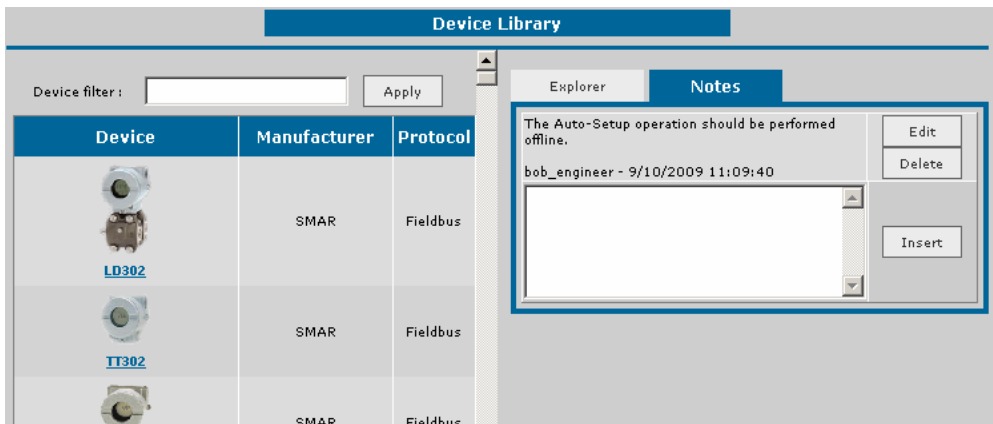 Device Library
Device filter :
Apply
Device Manufacturer Protocol
LD302 SMAR Fieldbus
TT302 SMAR Fieldbus
SMAR Fieldbus
Explorer Notes
The Auto-Setup operation should be performed
offline.
bob_engineer - 9/10/2009 11:09:40
Edit
Delete
Insert